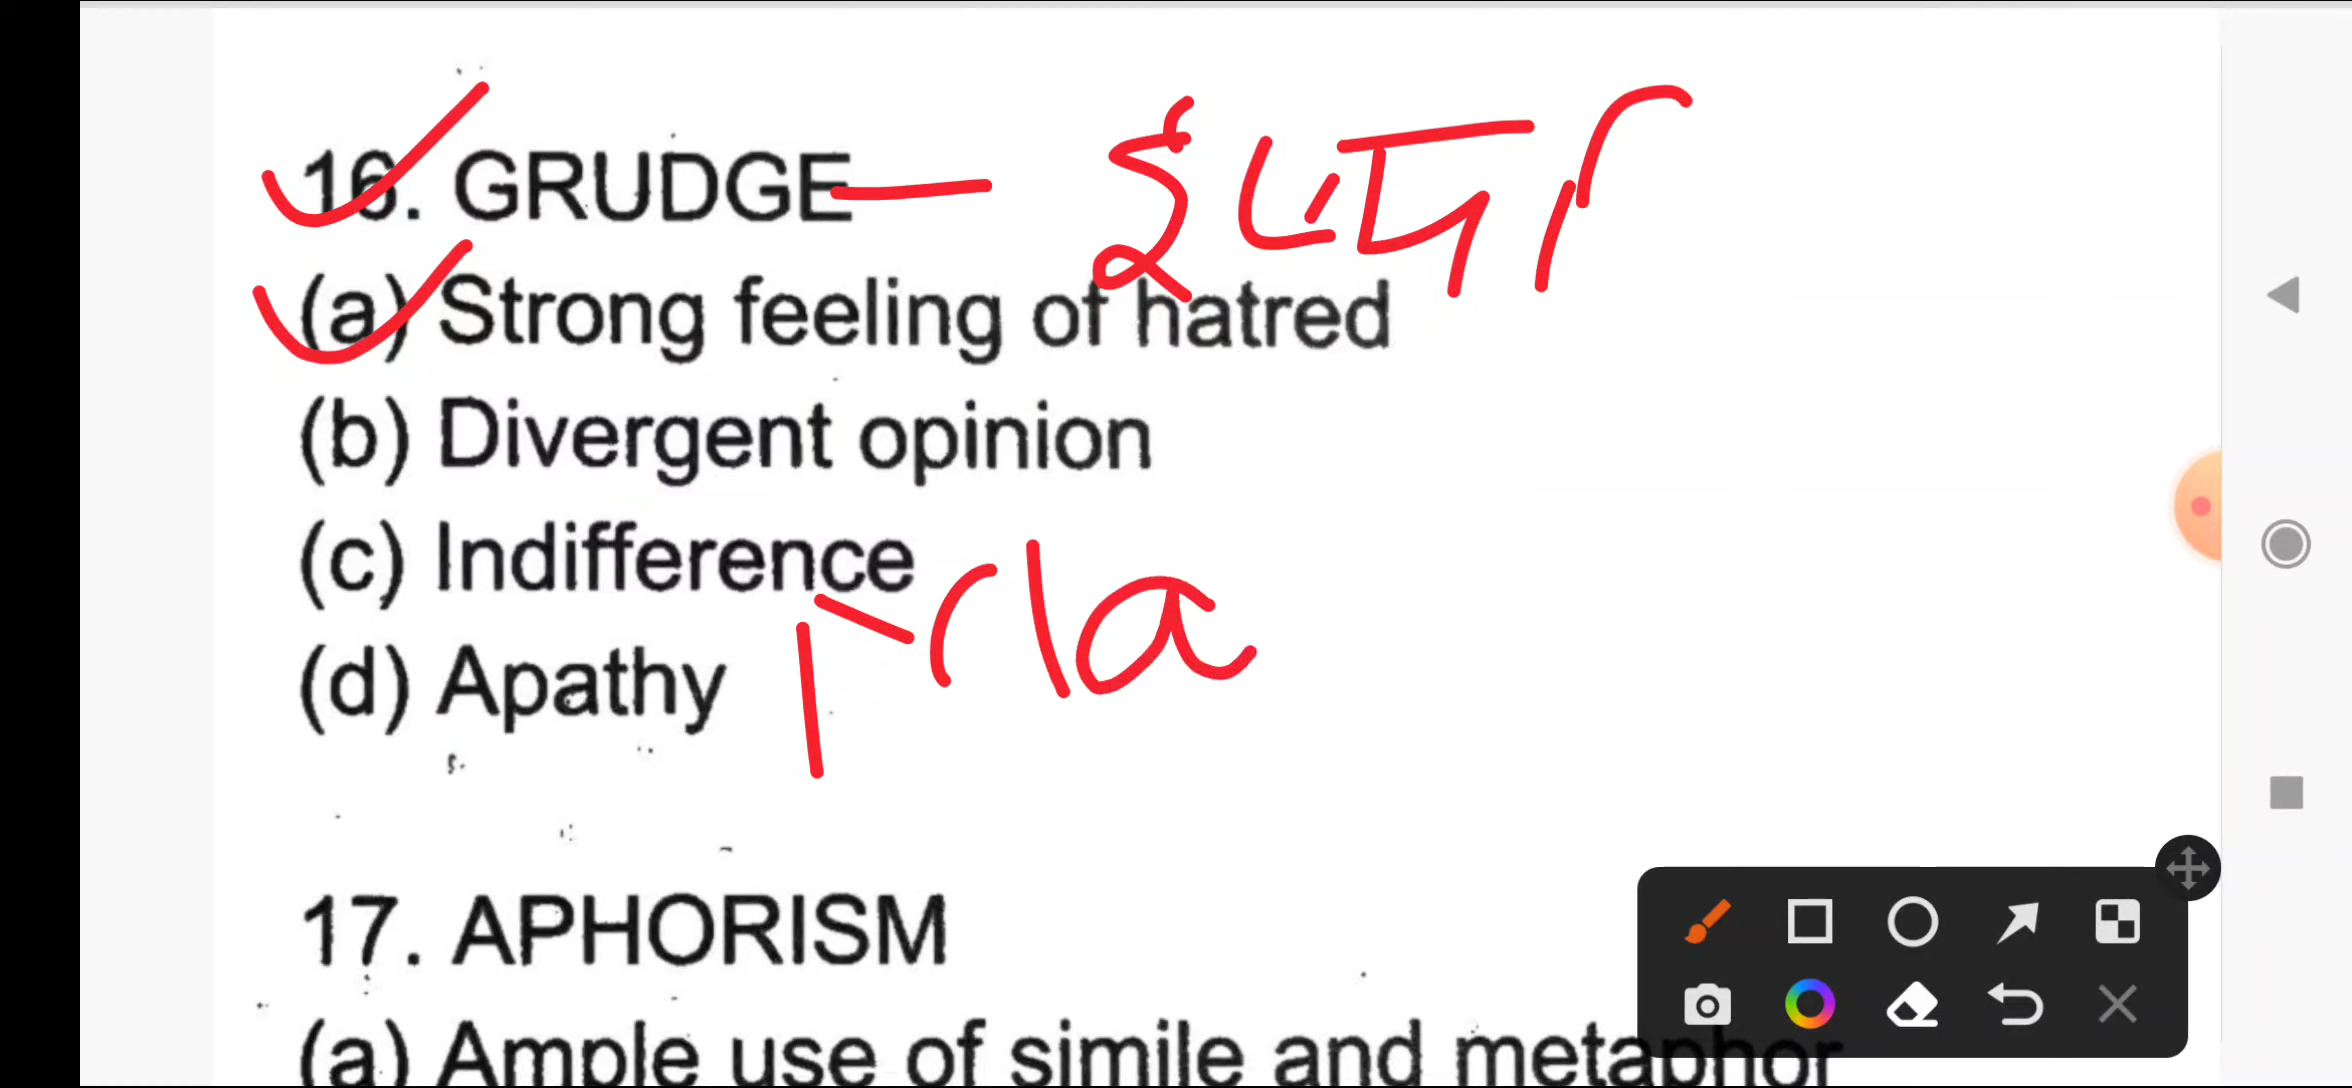 16. GRUDGE
(a) Strong feeling of hatred
(b) Divergent opinion
(c) Indifference
(d) Apathy
17. APHORISM
(a) Ample use of simile and metaphor